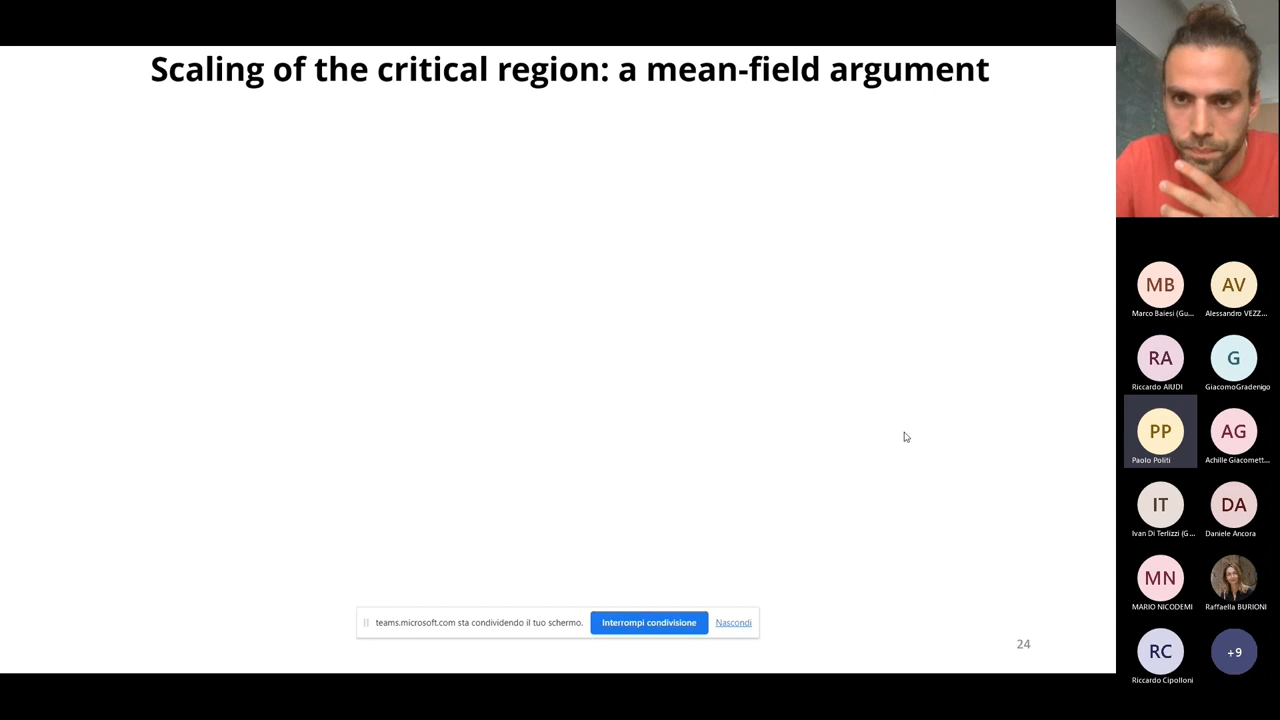 Scaling of the critical region: a mean-field argument
teams.microsoft.com sta condividendo il tuo schermo.
Interrompi condivisione
Nascondi
24
MB
Marco Baiesi (Gu...
AV
Alessandro VEZZ...
RA
Riccardo AIUDI
G
GiacomoGradenigo
PP
Paolo Politi
AG
Achille Giacomett...
IT
Ivan Di Terlizzi (G...
DA
Daniele Ancora
MN
MARIO NICODEMI
Raffaella BURIONI
RC
Riccardo Cipolloni
+9